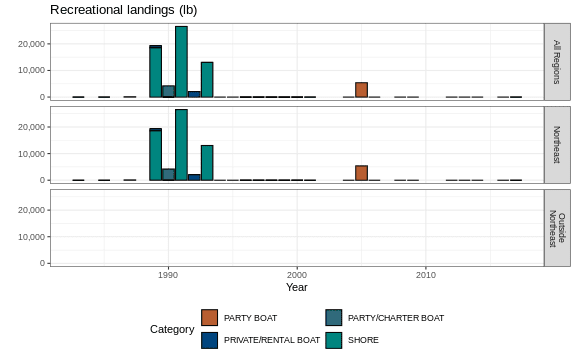 Recreational landings (lb)
20,000
10,000
0
All Regions
20,000
10,000
0
Northeast
20,000
10,000
0
Outside
Northeast
1990 2000 2010
Year
Category
PARTY BOAT
PARTY/CHARTER BOAT
PRIVATE/RENTAL BOAT
SHORE